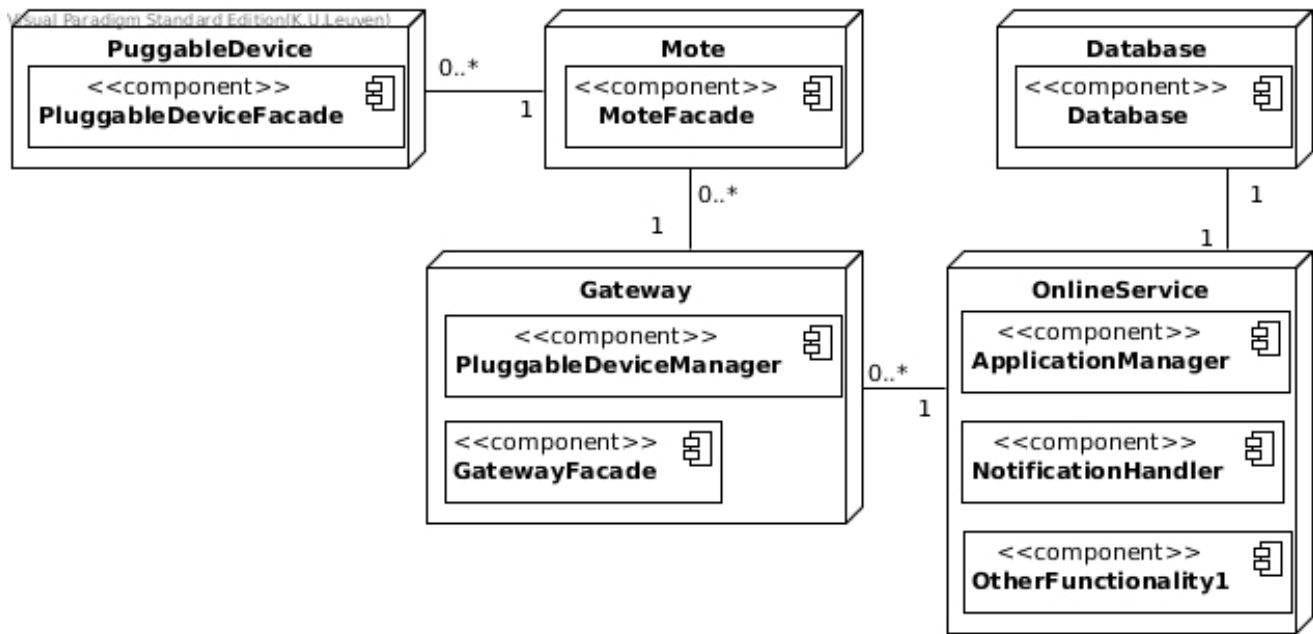 Visual Paradigm Standard Edition(K.U.Leuven)
PuggableDevice
<<component>>
PluggableDeviceFacade
0..*
1
Mote
<<component>>
MoteFacade
Database
<<component>>
Database
0..*
1
1
1
Gateway
<<component>>
PluggableDeviceManager
<<component>>
GatewayFacade
0..*
1
OnlineService
<<component>>
ApplicationManager
<<component>>
NotificationHandler
<<component>>
OtherFunctionality1